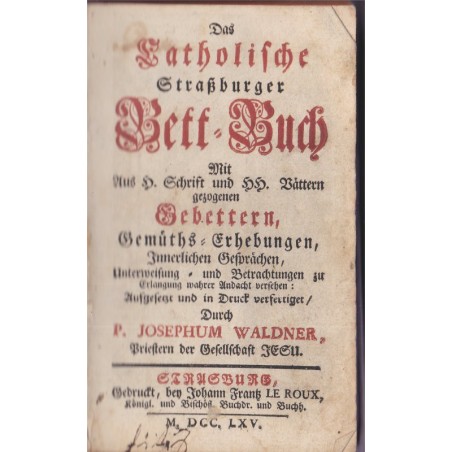 Das
Catholische
Straßburger
Bett-Buch
Mit
Aus H. Schrift und HH. Vättern
gezogenen
Gebettern,
Gemüths-Erhebungen,
Innerlichen Gesprächen,
Unterweisung- und Betrachtungen zu
Erlangung wahrer Andacht versehen:
Aufgesetzt und in Druck verfertiget/
Durch
P. JOSEPHUM WALDNER,
Priestern der Gesellschaft JESU.
STRASBURG,
Gedruckt, bey Johann Frantz LE ROUX,
Königl. und Bischöfl. Buchdr. und Buchh.
M. DCC. LXV.